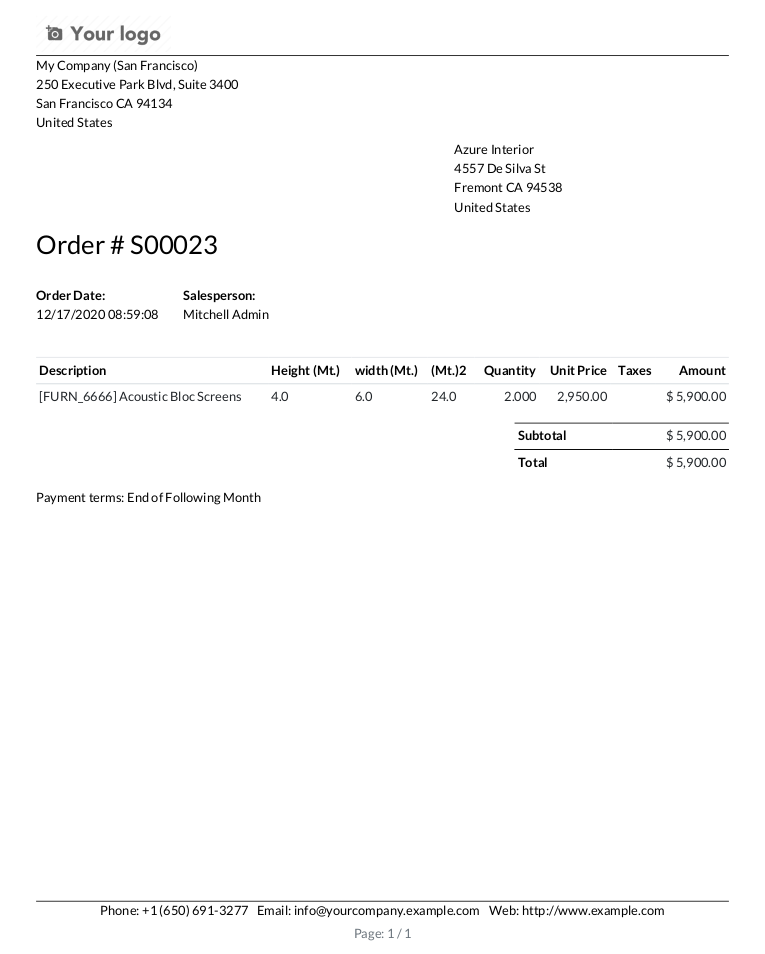 Your logo
My Company (San Francisco)
250 Executive Park Blvd, Suite 3400
San Francisco CA 94134
United States
Azure Interior
4557 De Silva St
Fremont CA 94538
United States
Order # S00023
Order Date: Salesperson:
12/17/2020 08:59:08 Mitchell Admin
Description Height (Mt.) width (Mt.) (Mt.)2 Quantity Unit Price Taxes Amount
[FURN_6666] Acoustic Bloc Screens 4.0 6.0 24.0 2.000 2,950.00 $ 5,900.00
Subtotal $ 5,900.00
Total $ 5,900.00
Payment terms: End of Following Month
Phone: +1 (650) 691-3277 Email: info@yourcompany.example.com Web: http://www.example.com
Page: 1 / 1